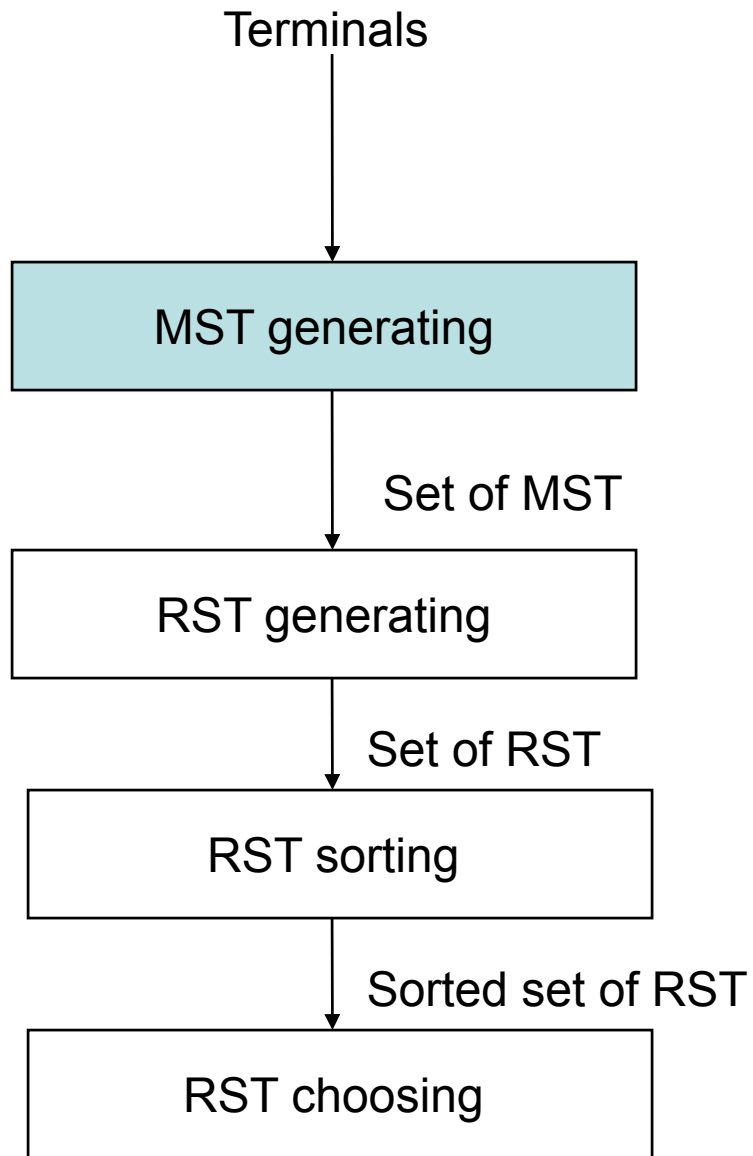 Terminals
MST generating
Set of MST
RST generating
Set of RST
RST sorting
Sorted set of RST
RST choosing